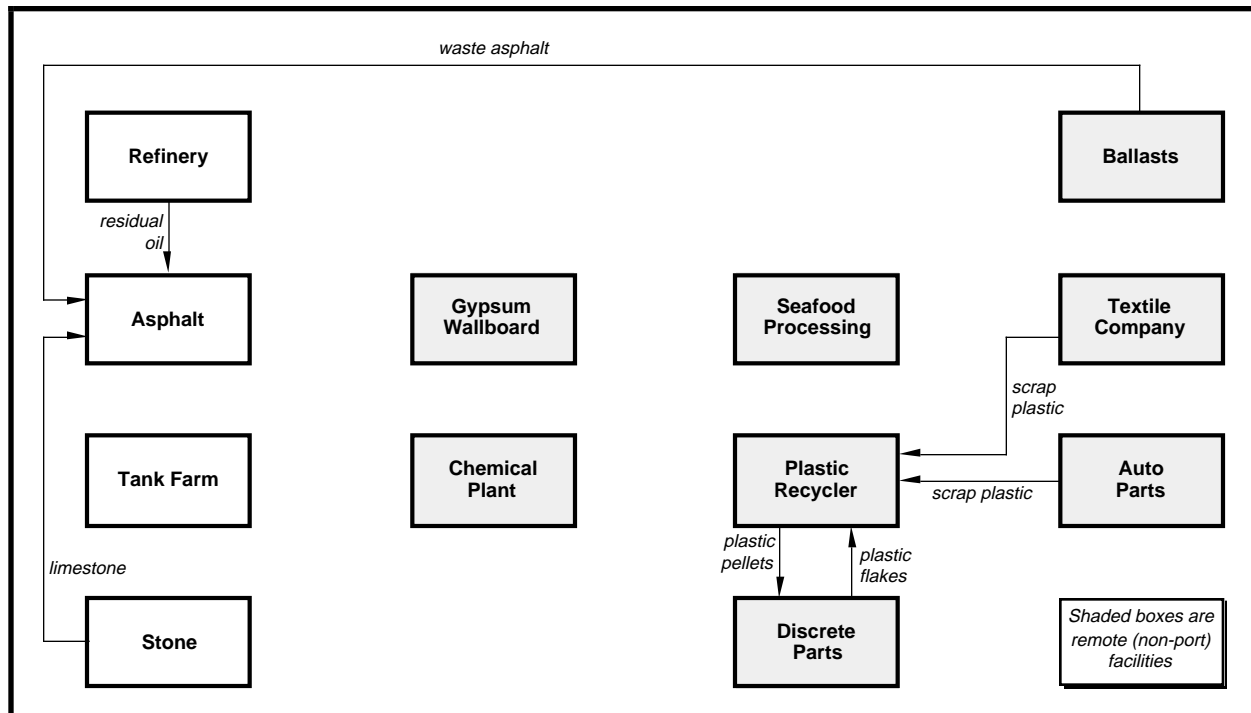 waste asphalt
Refinery
Ballasts
residual
oil
Asphalt
Gypsum
Wallboard
Seafood
Processing
Textile
Company
scrap
plastic
Tank Farm
Chemical
Plant
Plastic
Recycler
scrap plastic
Auto
Parts
limestone
plastic
pellets
plastic
flakes
Stone
Discrete
Parts
Shaded boxes are
remote (non-port)
facilities